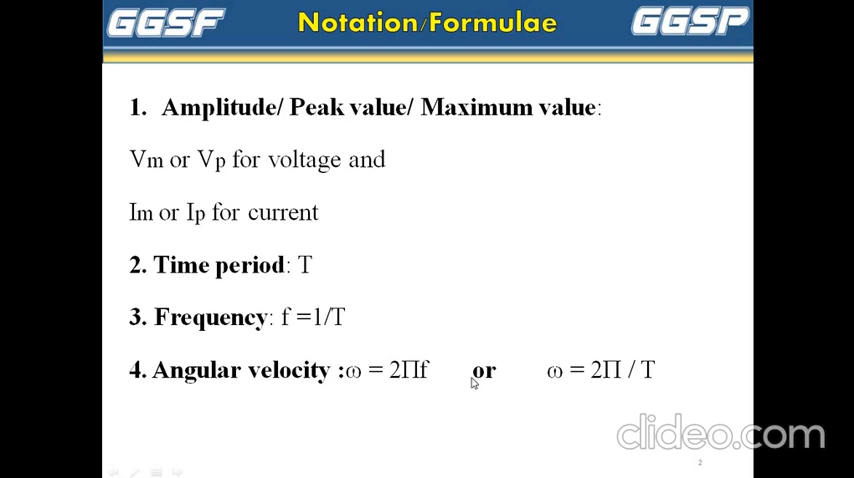 GGSF Notation/Formulae GGSP
1. Amplitude/ Peak value/ Maximum value:
Vm or Vp for voltage and
Im or Ip for current
2. Time period: T
3. Frequency: f =1/T
4. Angular velocity :ω = 2Πf or ω = 2Π / T
clideo.com
2